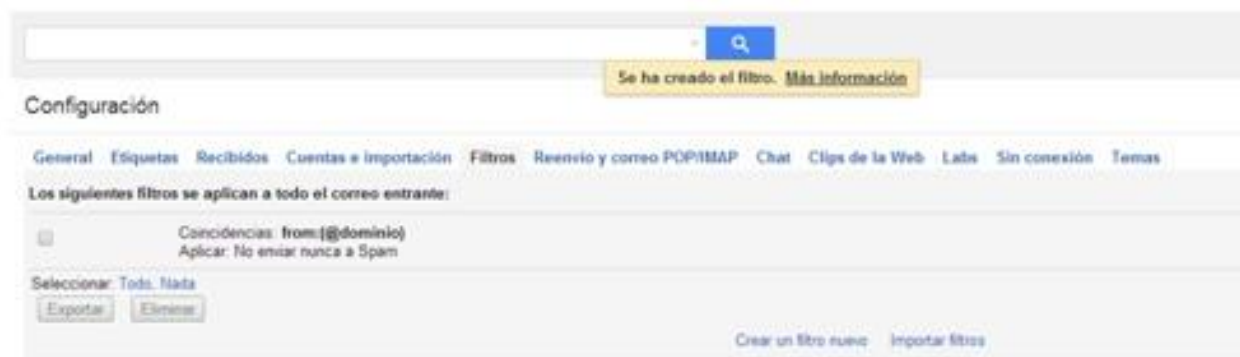 Se ha creado el filtro. Más información
Configuración
General Etiquetas Recibidos Cuentas e importación Filtros Reenvío y correo POP/IMAP Chat Clips de la Web Labs Sin conexión Temas
Los siguientes filtros se aplican a todo el correo entrante:
Coincidencias: from:(@dominio)
Aplicar: No enviar nunca a Spam
Seleccionar: Todo, Nada
Exportar Eliminar
Crear un filtro nuevo Importar filtros